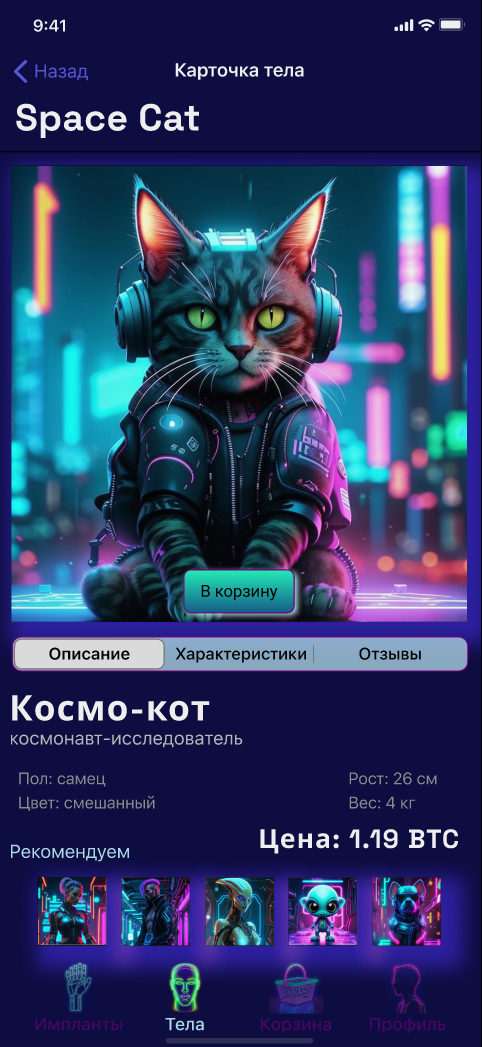 9:41
Назад
Карточка тела
Space Cat
В корзину
Описание
Характеристики
Отзывы
Космо-кот
космонавт-исследователь
Пол: самец
Рост: 26 см
Цвет: смешанный
Вес: 4 кг
Цена: 1.19 BTC
Рекомендуем
Импланты
Тела
Корзина
Профиль